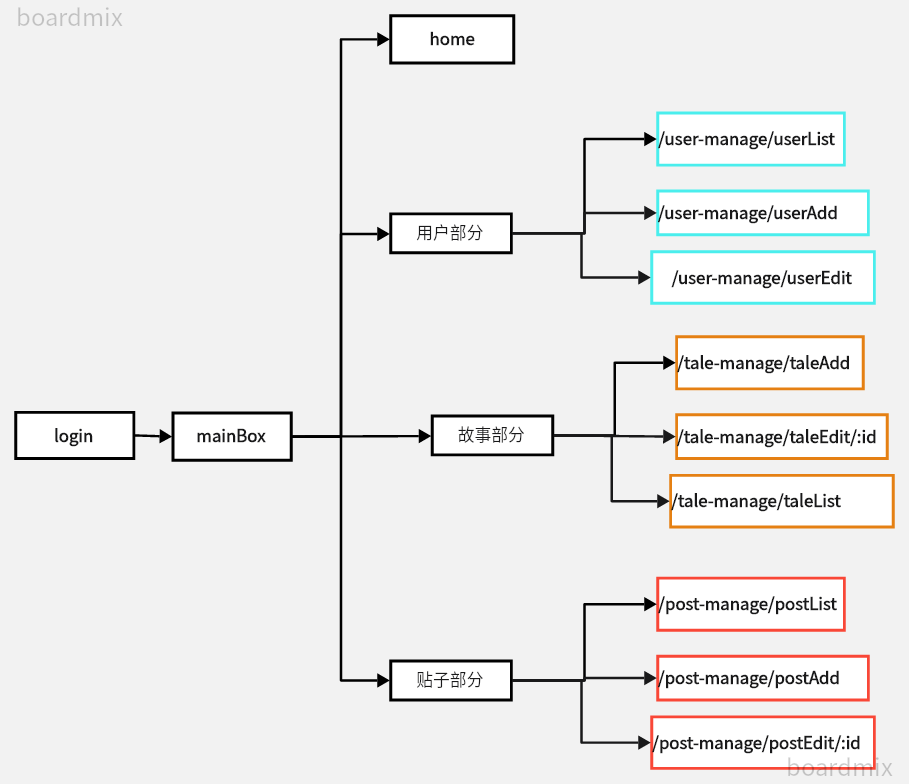 boardmix
home
/user-manage/userList
/user-manage/userAdd
用户部分
/user-manage/userEdit
/tale-manage/taleAdd
login
mainBox
故事部分
/tale-manage/taleEdit/:id
/tale-manage/taleList
/post-manage/postList
贴子部分
/post-manage/postAdd
/post-manage/postEdit/:id
boardmix